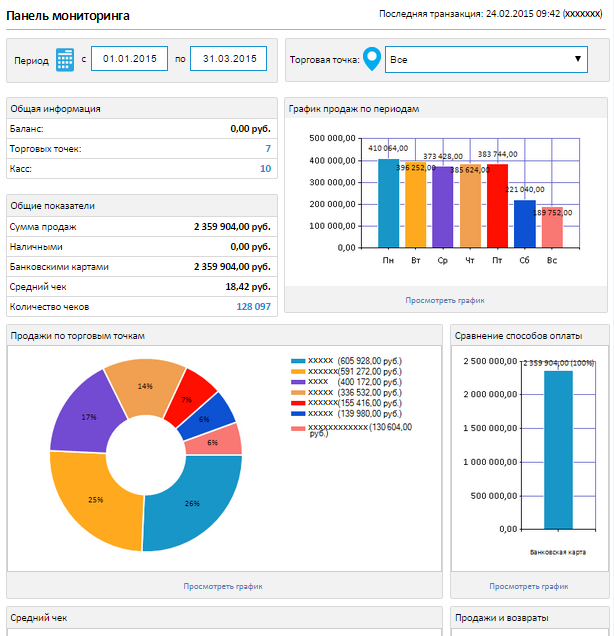 Панель мониторинга
Последняя транзакция: 24.02.2015 09:42 (xxxxxxx)
Период с 01.01.2015 по 31.03.2015
Торговая точка: Все
Общая информация
Баланс: 0,00 руб.
Торговых точек: 7
Касс: 10
Общие показатели
Сумма продаж 2 359 904,00 руб.
Наличными 0,00 руб.
Банковскими картами 2 359 904,00 руб.
Средний чек 18,42 руб.
Количество чеков 128 097
График продаж по периодам
500 000,00
400 000,00
300 000,00
200 000,00
100 000,00
0,00
410 064,00
396 252,00
373 428,00
385 624,00
383 744,00
221 040,00
189 752,00
Пн Вт Ср Чт Пт Сб Вс
Просмотреть график
Продажи по торговым точкам
14%
7%
6%
6%
17%
25%
26%
xxxxx (605 928,00 руб.)
xxxxxx(591 272,00 руб.)
xxxx (400 172,00 руб.)
xxxxx (336 532,00 руб.)
xxxxxx(155 416,00 руб.)
xxxxx (139 980,00 руб.)
xxxxxxxxxxxx (130 604,00
руб.)
Просмотреть график
Сравнение способов оплаты
2 500 000,00
2 000 000,00
1 500 000,00
1 000 000,00
500 000,00
0,00
2 359 904,00 (100%)
Банковская карта
Просмотреть график
Средний чек
Продажи и возвраты